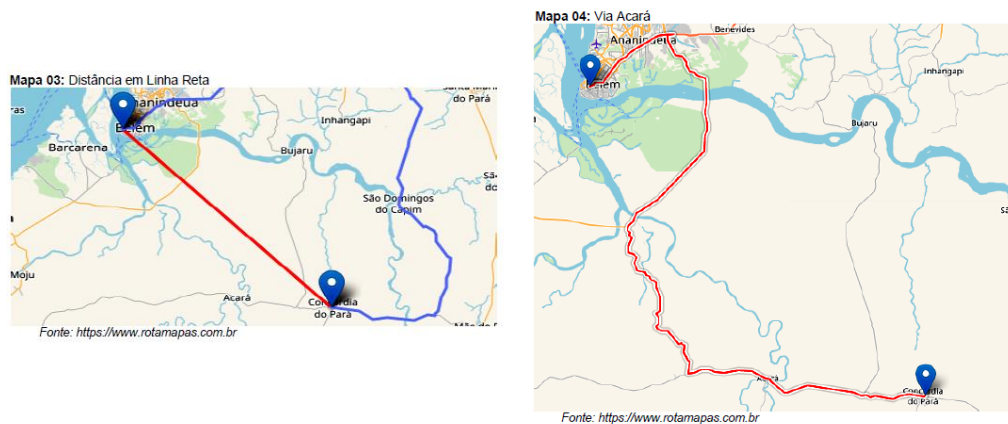 Mapa 03: Distância em Linha Reta
Ananindeua
Belém
Barcarena
Inhangapi
do Pará
Bujaru
São Domingos
do Capim
Moju
Acará
Concórdia
do Pará
Fonte: https://www.rotamapas.com.br
Mapa 04: Via Acará
Benevides
Ananindeua
Belém
Inhangapi
Bujaru
Acará
Concórdia
do Pará
Fonte: https://www.rotamapas.com.br